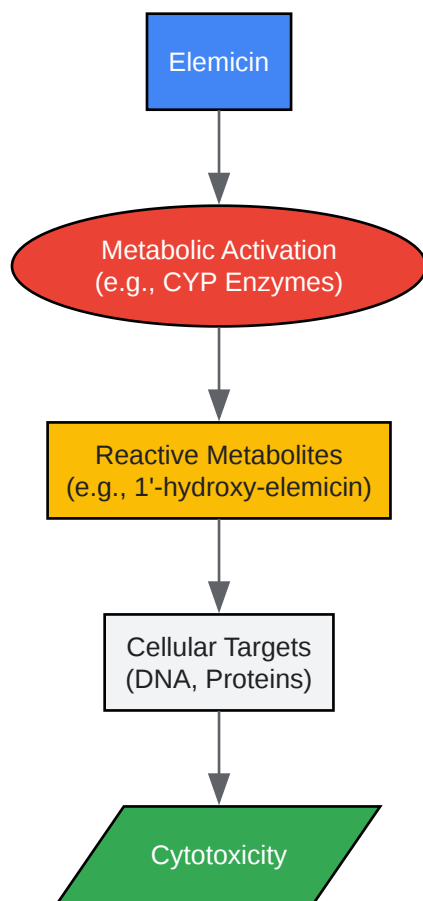 Elemicin
Metabolic Activation
(e.g., CYP Enzymes)
Reactive Metabolites
(e.g., 1'-hydroxy-elemicin)
Cellular Targets
(DNA, Proteins)
Cytotoxicity